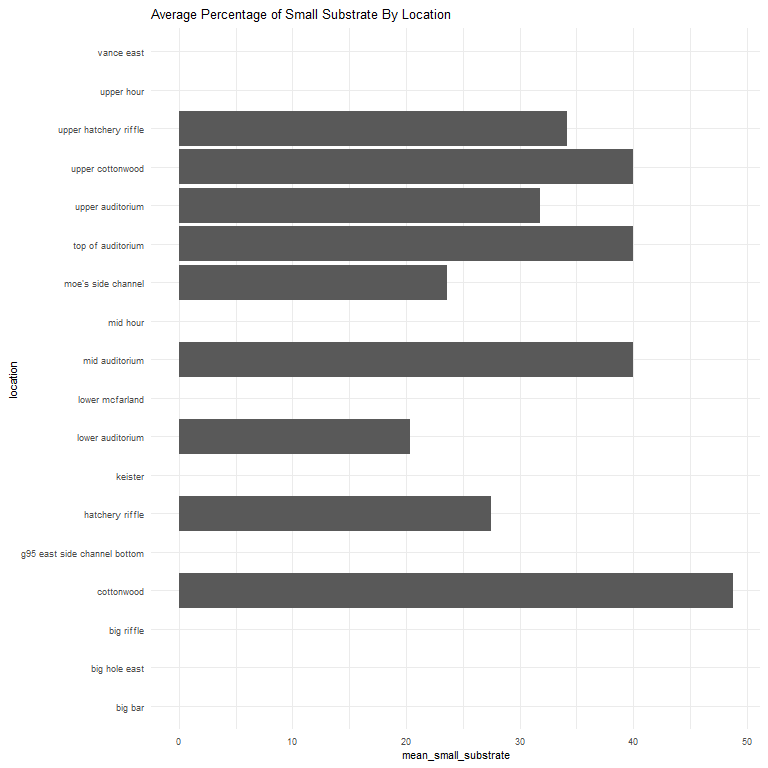 Average Percentage of Small Substrate By Location
vance east
upper hour
upper hatchery riffle
upper cottonwood
upper auditorium
top of auditorium
moe's side channel
mid hour
mid auditorium
location
lower mcfarland
lower auditorium
keister
hatchery riffle
g95 east side channel bottom
cottonwood
big riffle
big hole east
big bar
0 10 20 30 40 50
mean_small_substrate